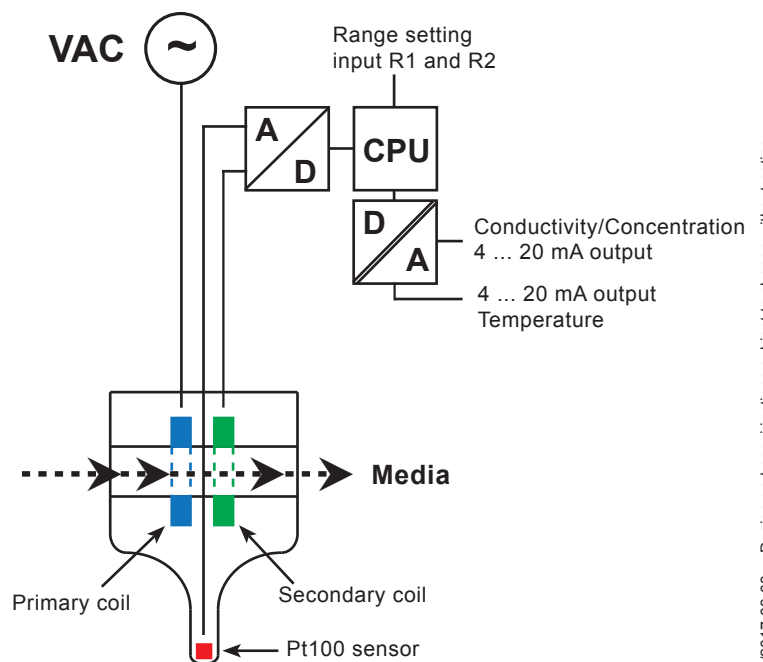 VAC
~
Range setting
input R1 and R2
A
D
CPU
D
A
Conductivity/Concentration
4 ... 20 mA output
4 ... 20 mA output
Temperature
Media
Primary coil
Secondary coil
Pt100 sensor